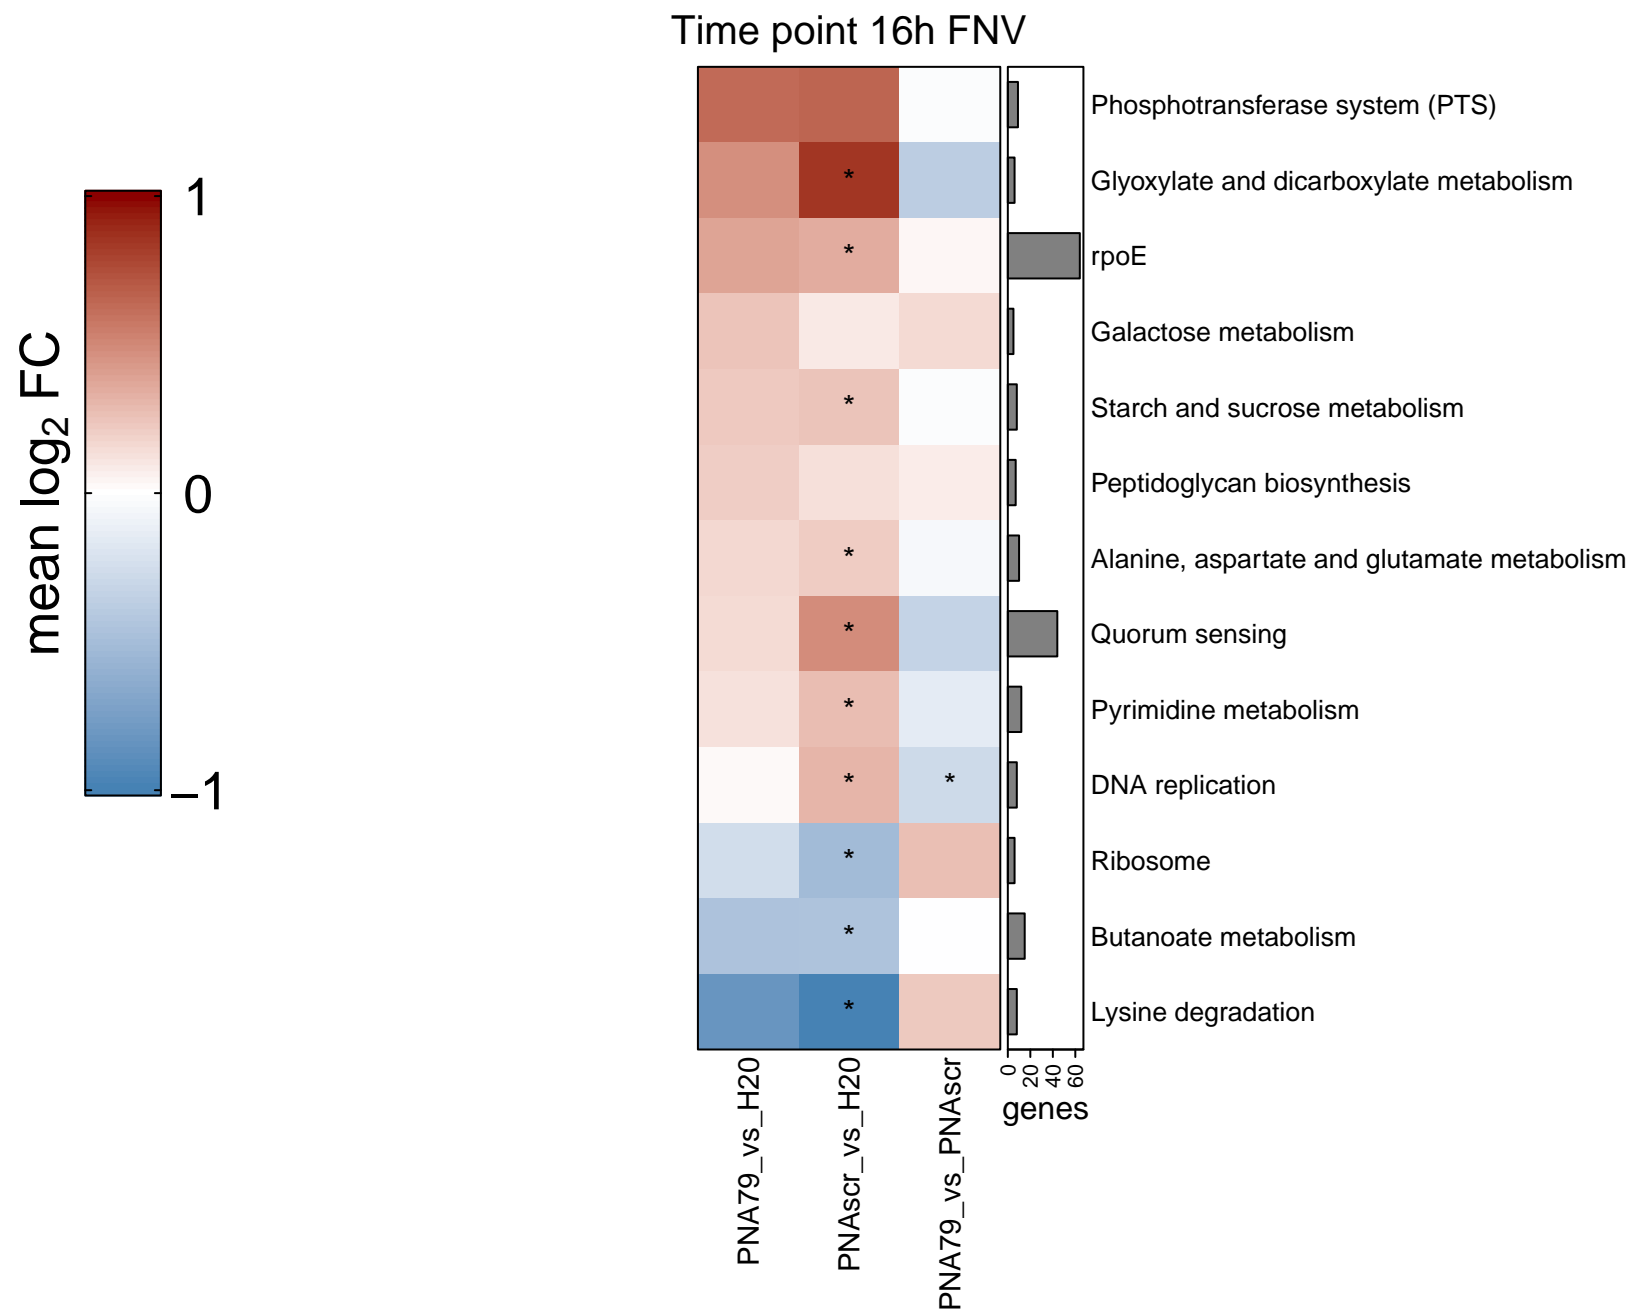 Time point 16h FNV
mean log2 FC
1
0
−1
Phosphotransferase system (PTS)
* Glyoxylate and dicarboxylate metabolism
* rpoE
Galactose metabolism
* Starch and sucrose metabolism
Peptidoglycan biosynthesis
* Alanine, aspartate and glutamate metabolism
* Quorum sensing
* Pyrimidine metabolism
* * DNA replication
* Ribosome
* Butanoate metabolism
* Lysine degradation
0 20 40 60
genes
PNA79_vs_H20
PNAscr_vs_H20
PNA79_vs_PNAscr